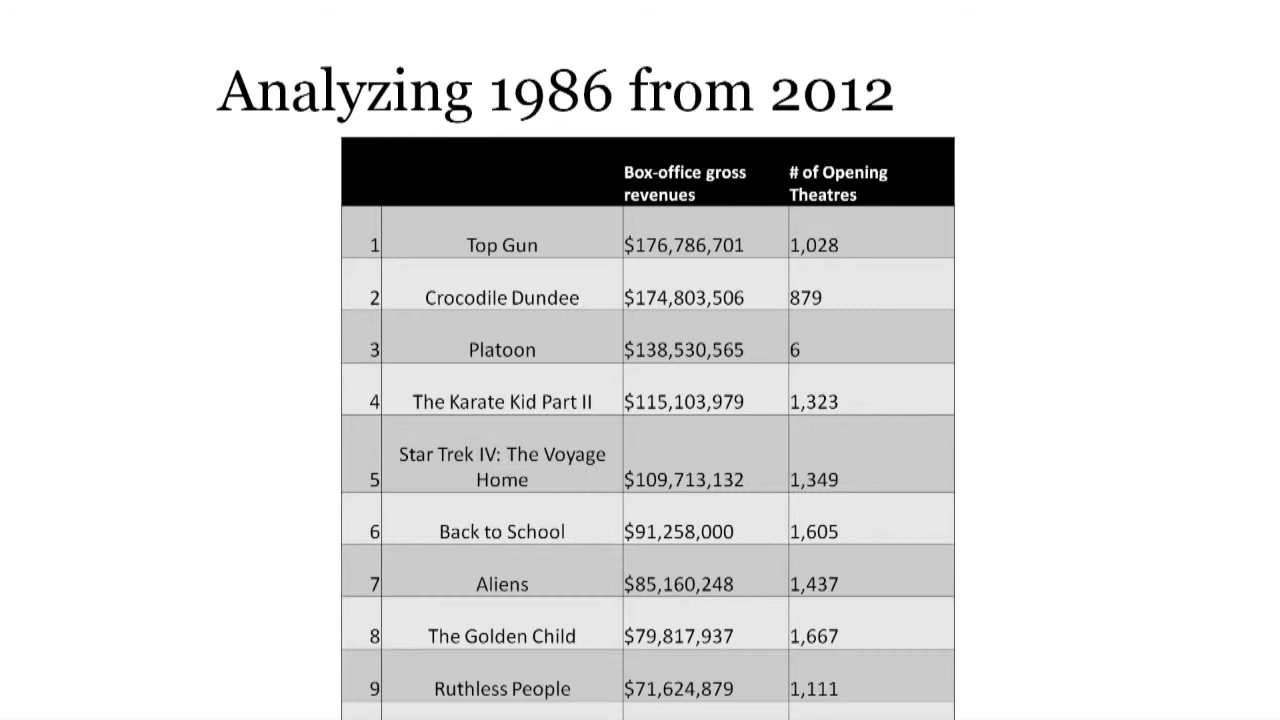 Analyzing 1986 from 2012
Box-office gross revenues # of Opening Theatres
1 Top Gun $176,786,701 1,028
2 Crocodile Dundee $174,803,506 879
3 Platoon $138,530,565 6
4 The Karate Kid Part II $115,103,979 1,323
5 Star Trek IV: The Voyage Home $109,713,132 1,349
6 Back to School $91,258,000 1,605
7 Aliens $85,160,248 1,437
8 The Golden Child $79,817,937 1,667
9 Ruthless People $71,624,879 1,111